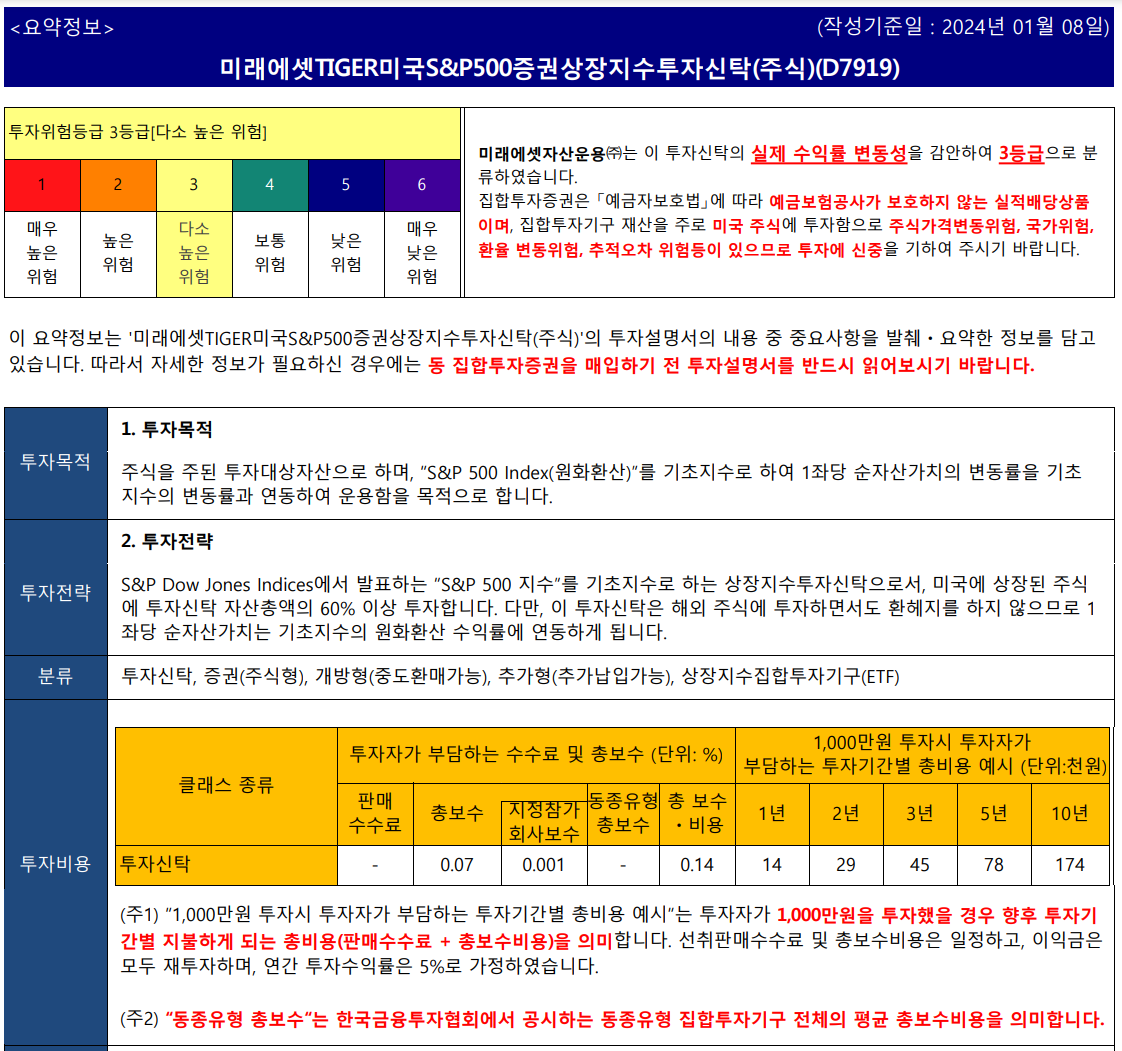 <요약정보>
(작성기준일 : 2024년 01월 08일)
미래에셋TIGER미국S&P500증권상장지수투자신탁(주식)(D7919)
투자위험등급 3등급[다소 높은 위험]
1 2 3 4 5 6
매우 높은 위험
높은 위험
다소 높은 위험
보통 위험
낮은 위험
매우 낮은 위험
미래에셋자산운용㈜는 이 투자신탁의 실제 수익률 변동성을 감안하여 3등급으로 분
류하였습니다.
집합투자증권은 「예금자보호법」에 따라 예금보험공사가 보호하지 않는 실적배당상품
이며, 집합투자기구 재산을 주로 미국 주식에 투자함으로 주식가격변동위험, 국가위험,
환율 변동위험, 추적오차 위험등이 있으므로 투자에 신중을 기하여 주시기 바랍니다.
이 요약정보는 '미래에셋TIGER미국S&P500증권상장지수투자신탁(주식)'의 투자설명서의 내용 중 중요사항을 발췌・요약한 정보를 담고
있습니다. 따라서 자세한 정보가 필요하신 경우에는 동 집합투자증권을 매입하기 전 투자설명서를 반드시 읽어보시기 바랍니다.
투자목적
1. 투자목적
주식을 주된 투자대상자산으로 하며, "S&P 500 Index(원화환산)"를 기초지수로 하여 1좌당 순자산가치의 변동률을 기초
지수의 변동률과 연동하여 운용함을 목적으로 합니다.
투자전략
2. 투자전략
S&P Dow Jones Indices에서 발표하는 "S&P 500 지수"를 기초지수로 하는 상장지수투자신탁으로서, 미국에 상장된 주식
에 투자신탁 자산총액의 60% 이상 투자합니다. 다만, 이 투자신탁은 해외 주식에 투자하면서도 환헤지를 하지 않으므로 1
좌당 순자산가치는 기초지수의 원화환산 수익률에 연동하게 됩니다.
분류
투자신탁, 증권(주식형), 개방형(중도환매가능), 추가형(추가납입가능), 상장지수집합투자기구(ETF)
투자비용
클래스 종류
투자자가 부담하는 수수료 및 총보수 (단위: %)
1,000만원 투자시 투자자가
부담하는 투자기간별 총비용 예시 (단위:천원)
판매 수수료
총보수
지정참가 회사보수
동종유형 총보수
총 보수 ・비용
1년 2년 3년 5년 10년
투자신탁 - 0.07 0.001 - 0.14 14 29 45 78 174
(주1) "1,000만원 투자시 투자자가 부담하는 투자기간별 총비용 예시"는 투자자가 1,000만원을 투자했을 경우 향후 투자기
간별 지불하게 되는 총비용(판매수수료 + 총보수비용)을 의미합니다. 선취판매수수료 및 총보수비용은 일정하고, 이익금은
모두 재투자하며, 연간 투자수익률은 5%로 가정하였습니다.
(주2) "동종유형 총보수"는 한국금융투자협회에서 공시하는 동종유형 집합투자기구 전체의 평균 총보수비용을 의미합니다.